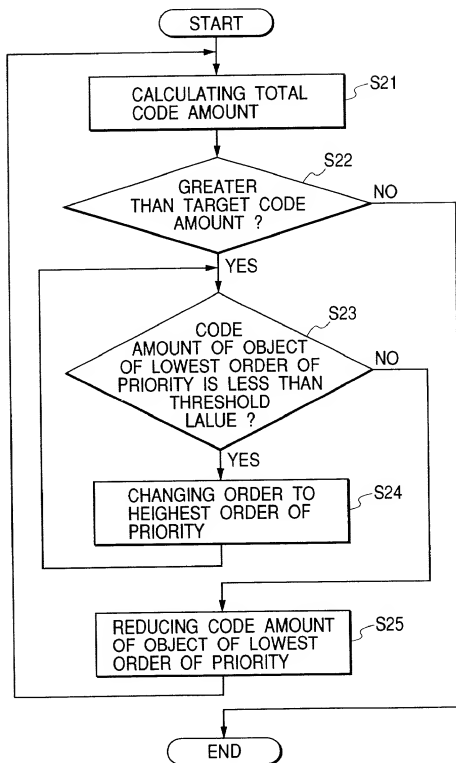 START
CALCULATING TOTAL
CODE AMOUNT
S21
GREATER
THAN TARGET CODE
AMOUNT ?
S22
NO
YES
CODE
AMOUNT OF OBJECT
OF LOWEST ORDER OF
PRIORITY IS LESS THAN
THRESHOLD
LALUE ?
S23
NO
YES
CHANGING ORDER TO
HEIGHEST ORDER OF
PRIORITY
S24
REDUCING CODE AMOUNT
OF OBJECT OF LOWEST
ORDER OF PRIORITY
S25
END